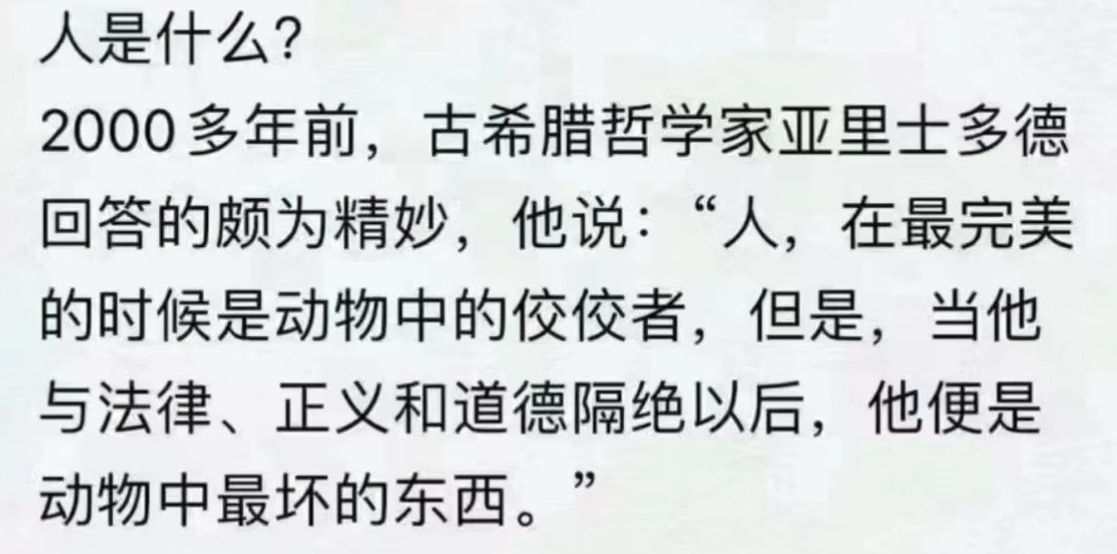 人是什么?
2000多年前，古希腊哲学家亚里士多德
回答的颇为精妙，他说：“人，在最完美
的时候是动物中的佼佼者，但是，当他
与法律、正义和道德隔绝以后，他便是
动物中最坏的东西。”